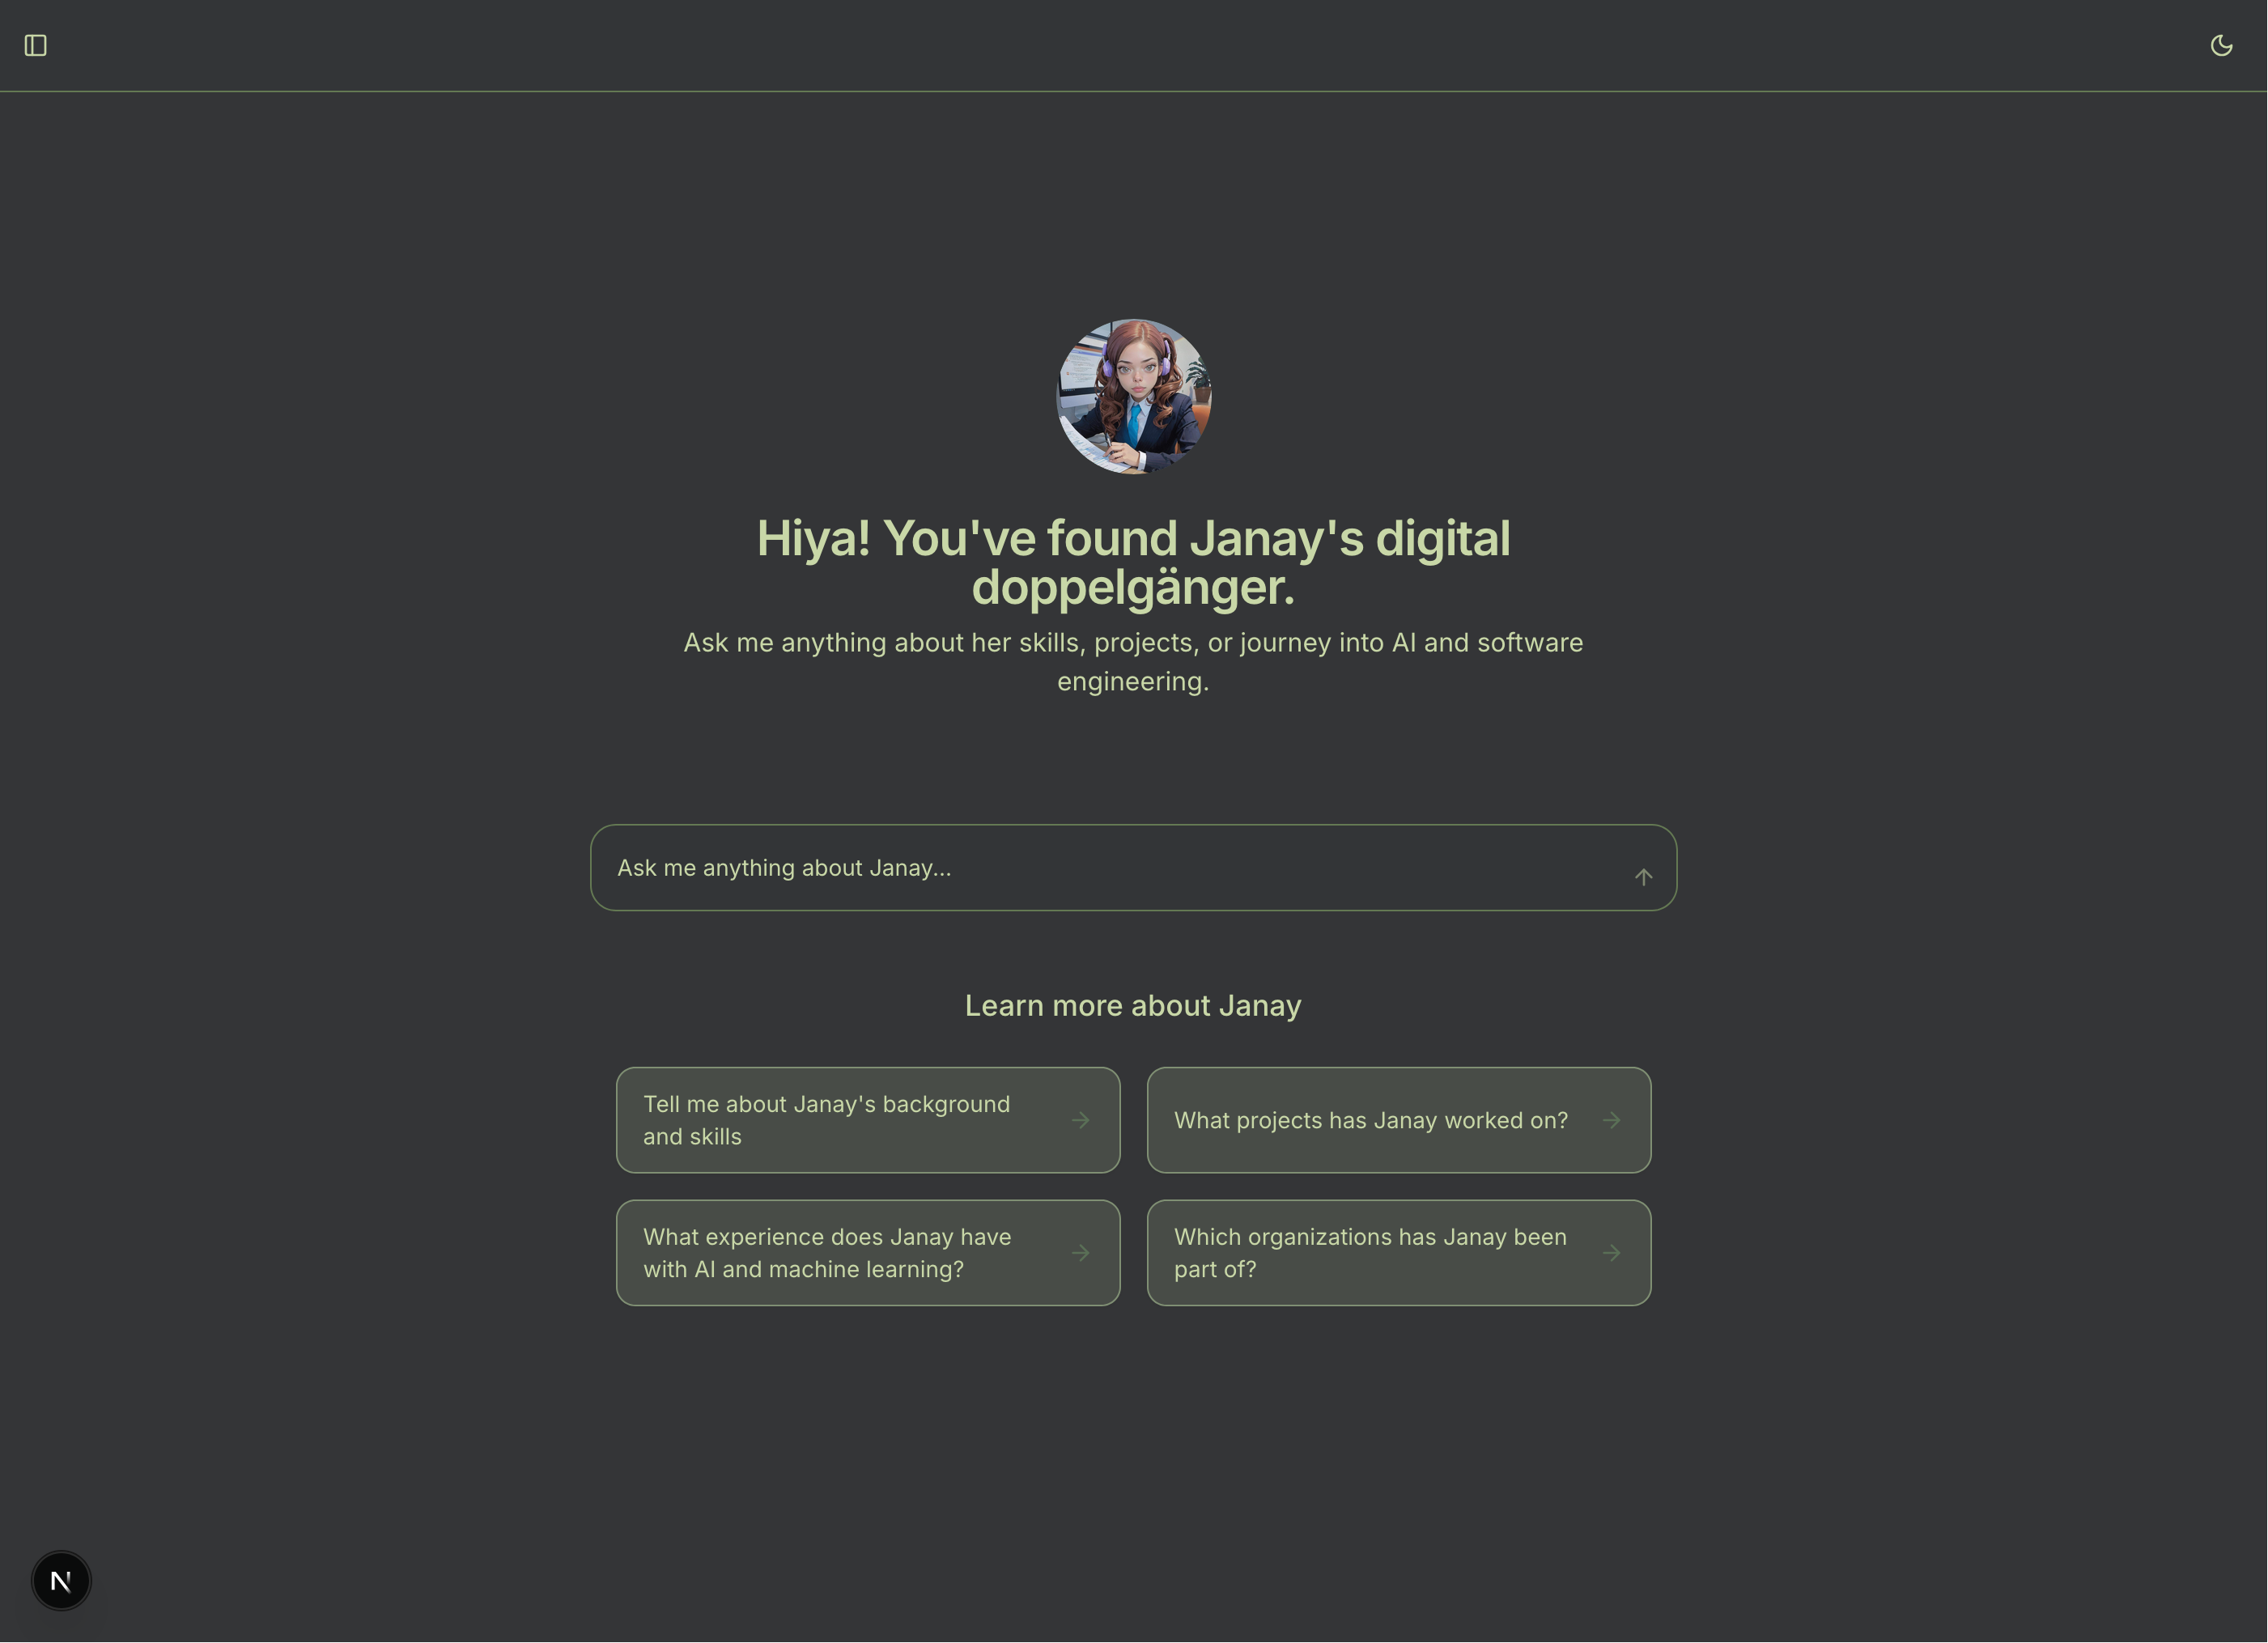 Hiya! You've found Janay's digital
doppelgänger.
Ask me anything about her skills, projects, or journey into AI and software
engineering.
Ask me anything about Janay...
Learn more about Janay
Tell me about Janay's background
and skills
What projects has Janay worked on?
What experience does Janay have
with AI and machine learning?
Which organizations has Janay been
part of?
N